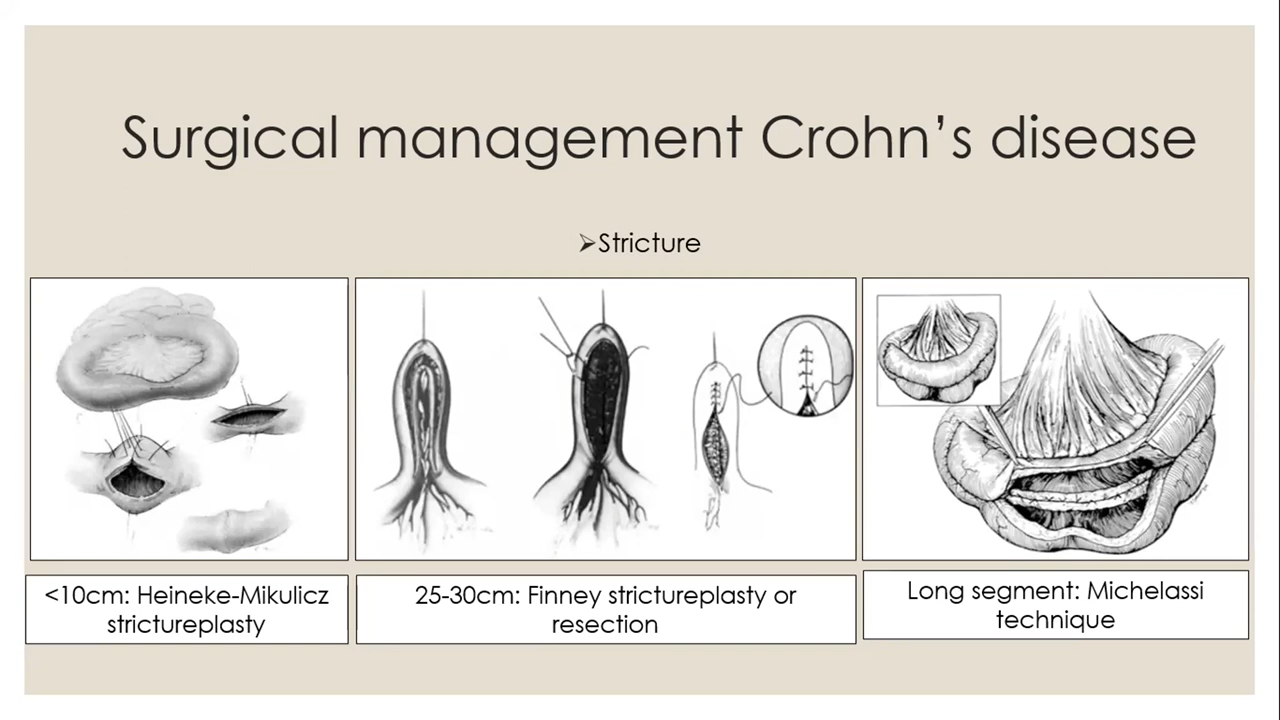 Surgical management Crohn’s disease
➢Stricture
<10cm: Heineke-Mikulicz
strictureplasty
25-30cm: Finney strictureplasty or
resection
Long segment: Michelassi
technique